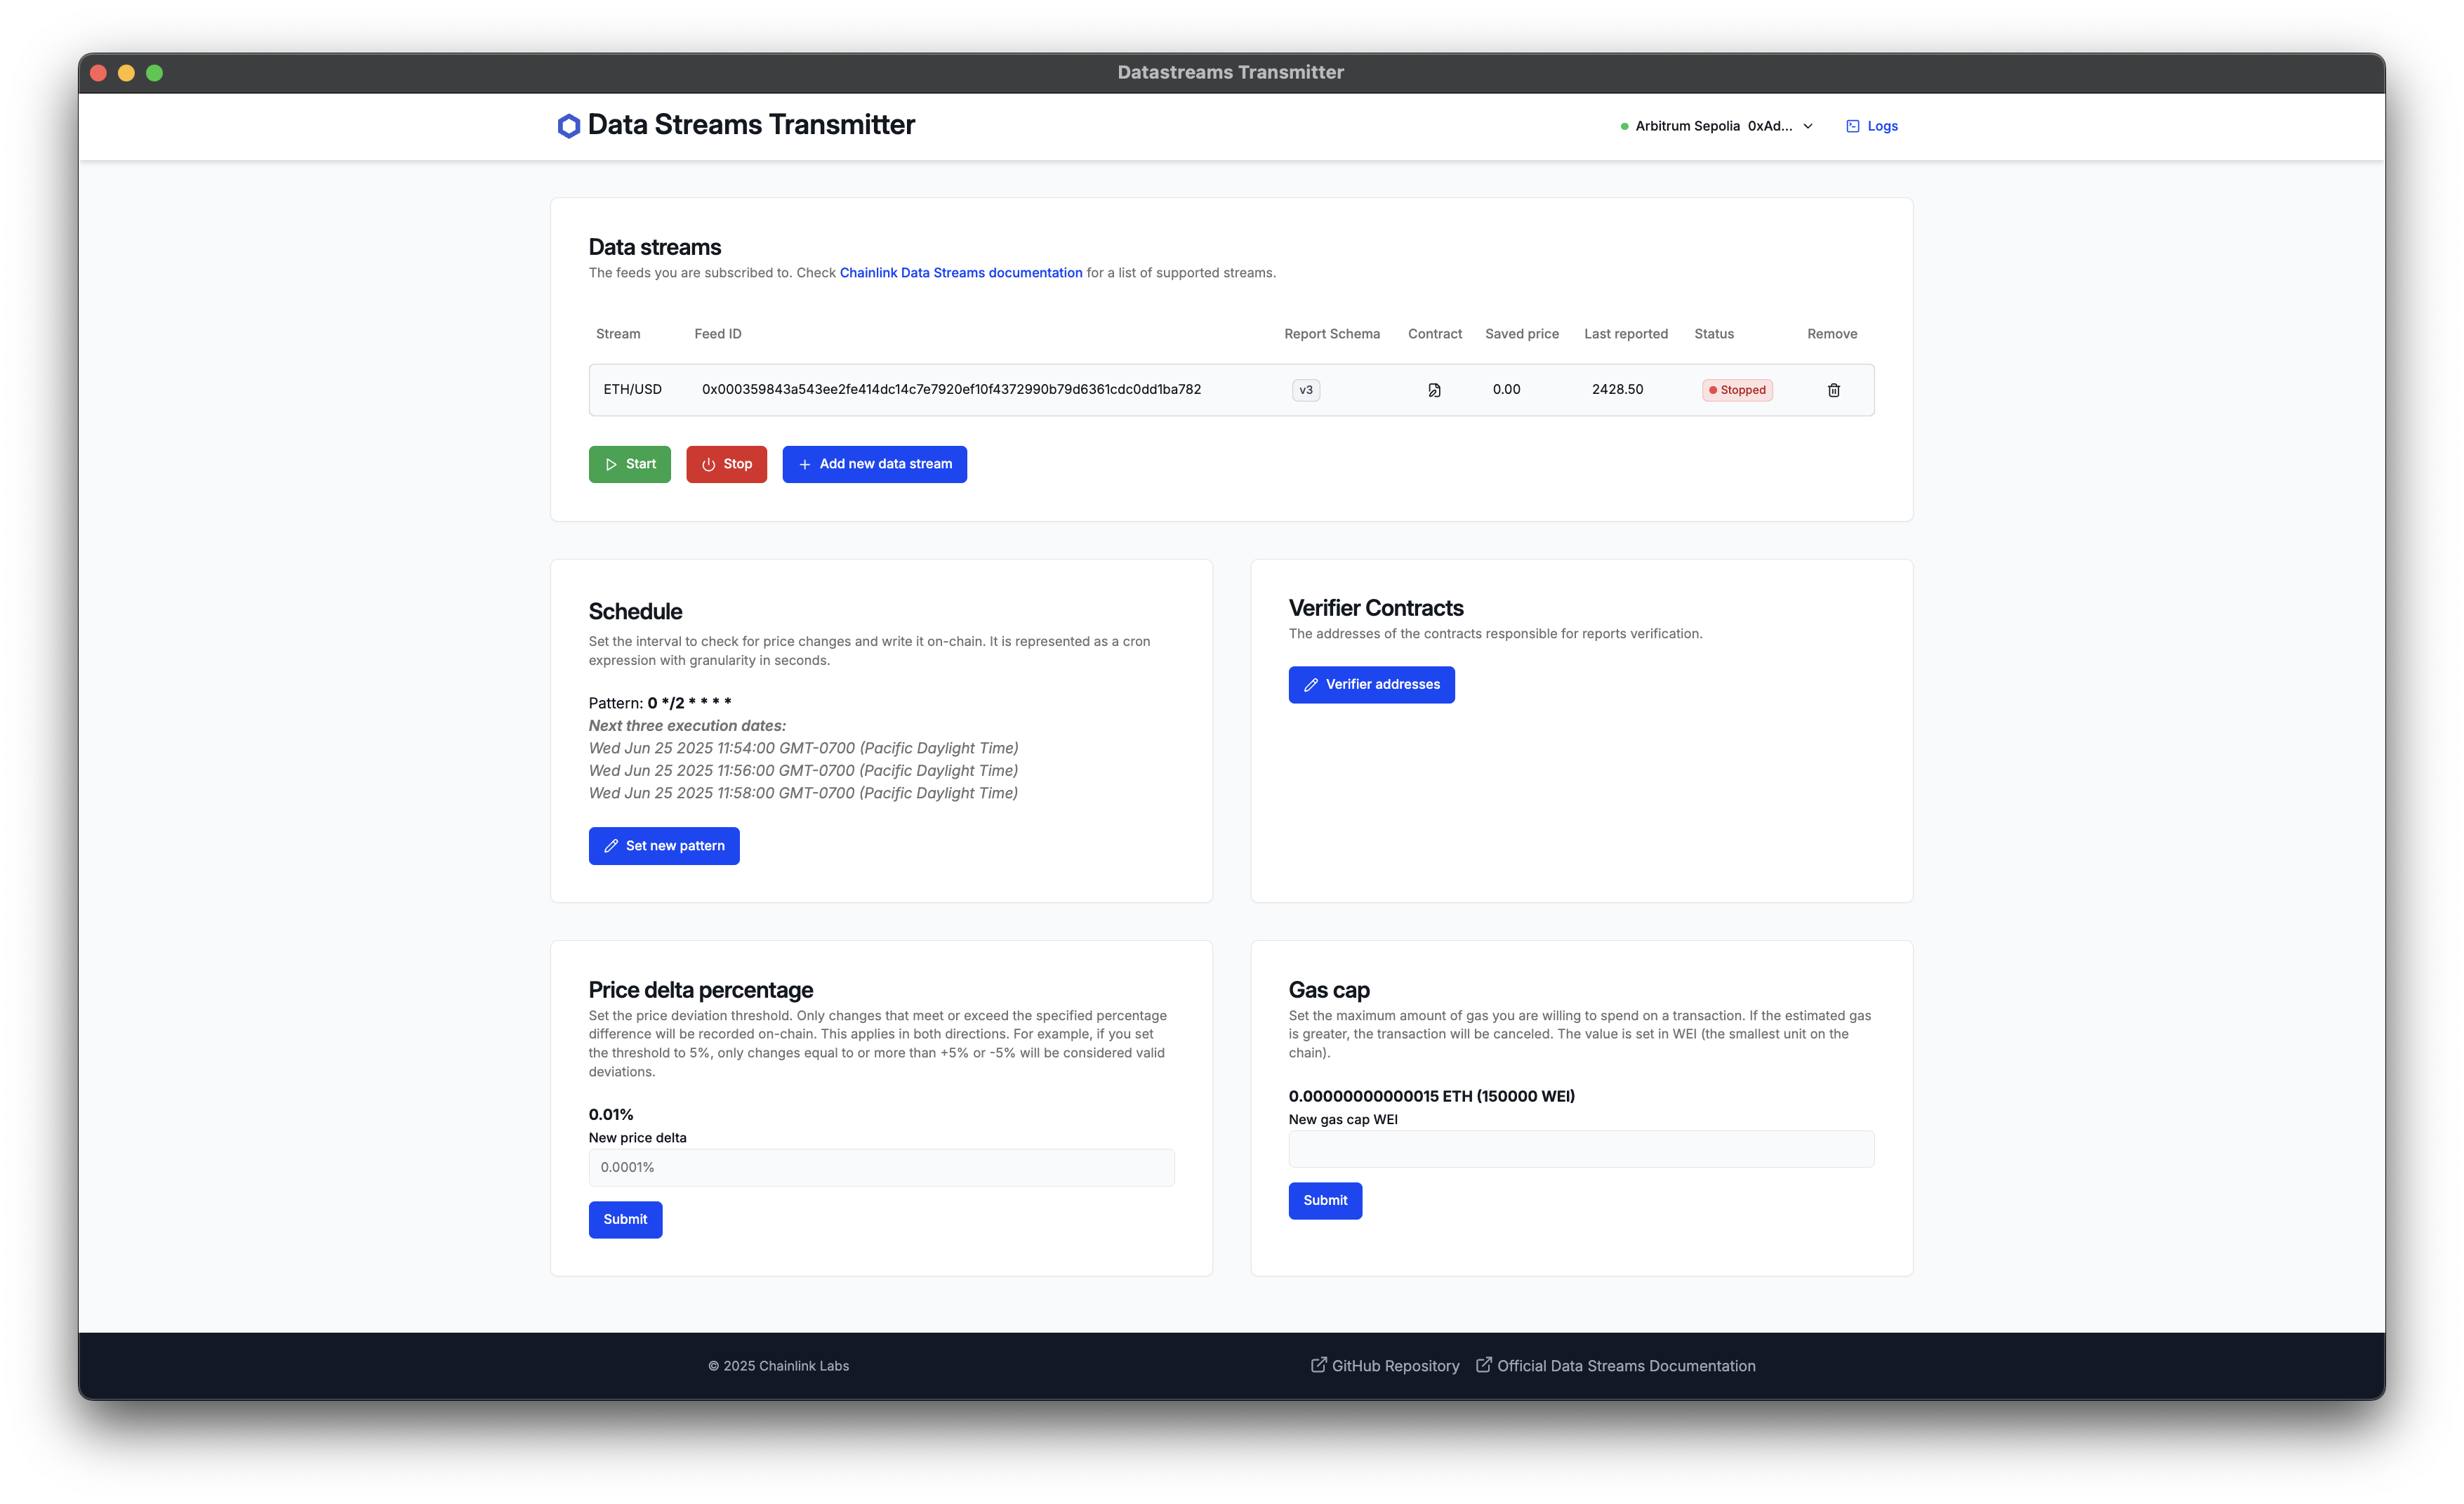 Datastreams Transmitter
Data Streams Transmitter
Arbitrum Sepolia 0xAd...
Logs
Data streams
The feeds you are subscribed to. Check Chainlink Data Streams documentation for a list of supported streams.
Stream Feed ID Report Schema Contract Saved price Last reported Status Remove
ETH/USD 0x000359843a543ee2fe414dc14c7e7920ef10f4372990b79d6361cdc0dd1ba782 v3 0.00 2428.50 Stopped
Start Stop Add new data stream
Schedule
Set the interval to check for price changes and write it on-chain. It is represented as a cron
expression with granularity in seconds.
Pattern: 0 */2 * * * *
Next three execution dates:
Wed Jun 25 2025 11:54:00 GMT-0700 (Pacific Daylight Time)
Wed Jun 25 2025 11:56:00 GMT-0700 (Pacific Daylight Time)
Wed Jun 25 2025 11:58:00 GMT-0700 (Pacific Daylight Time)
Set new pattern
Verifier Contracts
The addresses of the contracts responsible for reports verification.
Verifier addresses
Price delta percentage
Set the price deviation threshold. Only changes that meet or exceed the specified percentage
difference will be recorded on-chain. This applies in both directions. For example, if you set
the threshold to 5%, only changes equal to or more than +5% or -5% will be considered valid
deviations.
0.01%
New price delta
0.0001%
Submit
Gas cap
Set the maximum amount of gas you are willing to spend on a transaction. If the estimated gas
is greater, the transaction will be canceled. The value is set in WEI (the smallest unit on the
chain).
0.00000000000015 ETH (150000 WEI)
New gas cap WEI
Submit
© 2025 Chainlink Labs
GitHub Repository Official Data Streams Documentation